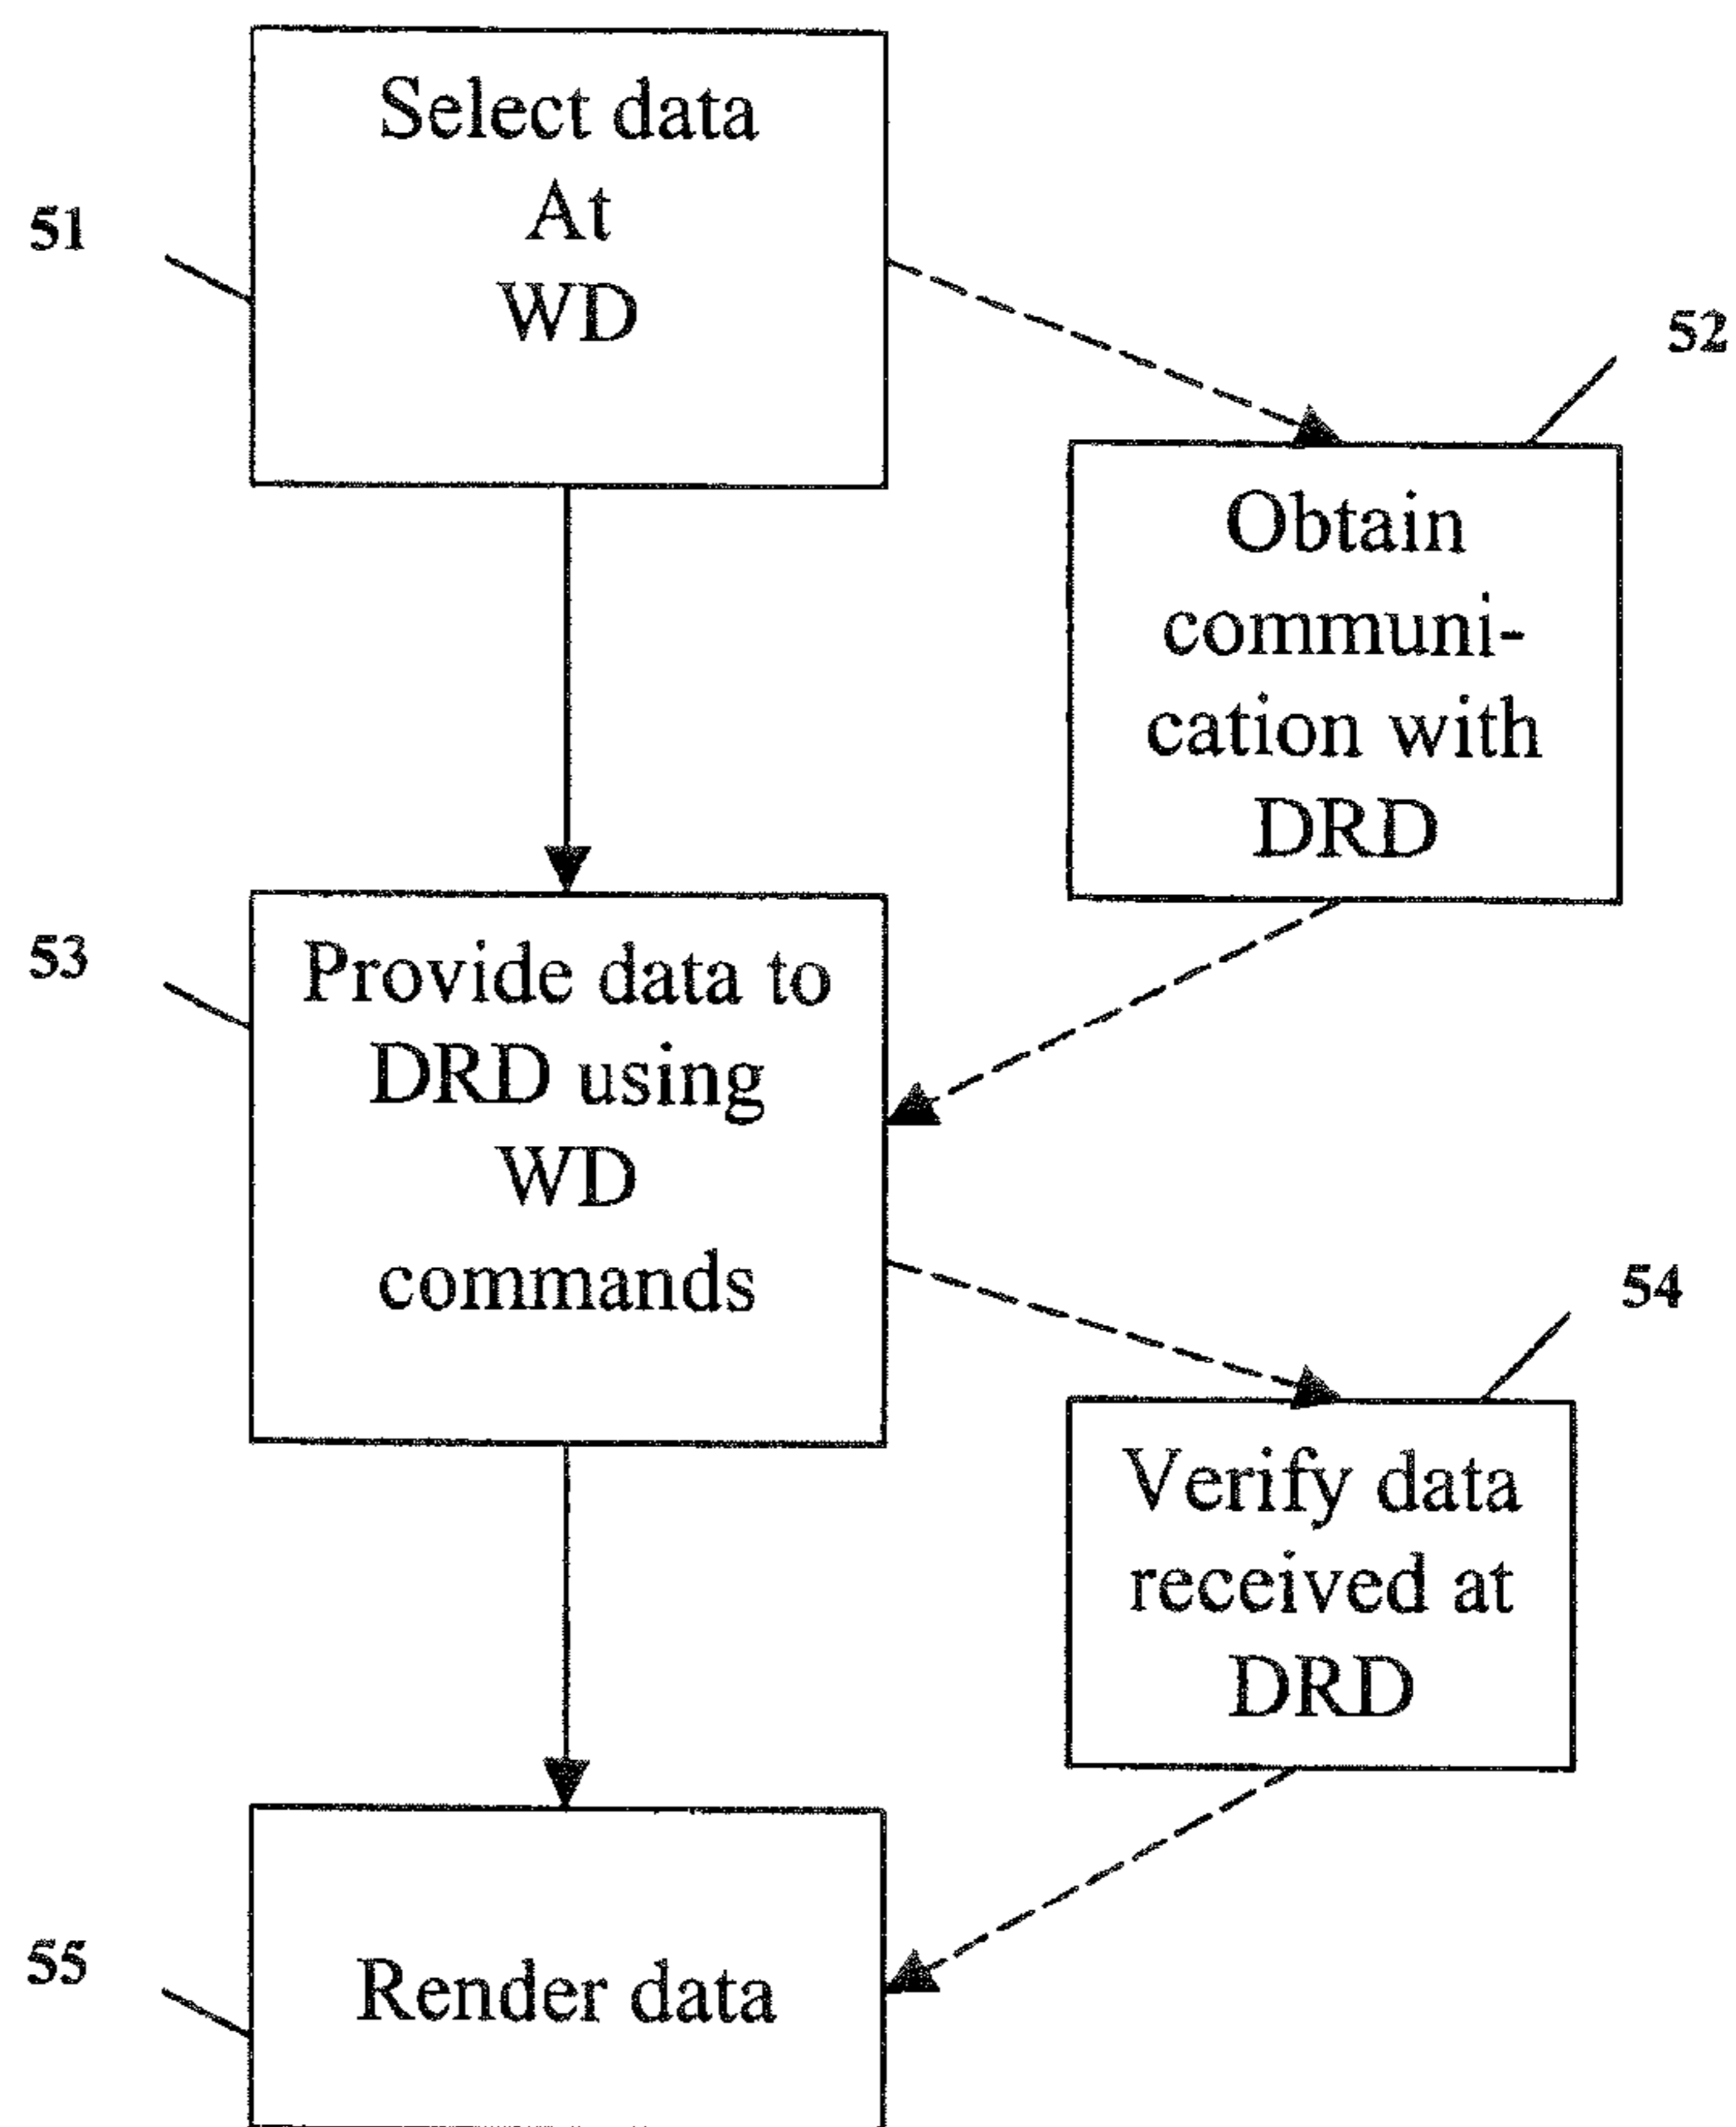 Select data
At
WD
51
52
Obtain
communi-
cation with
DRD
53
Provide data to
DRD using
WD
commands
54
Verify data
received at
DRD
55
Render data